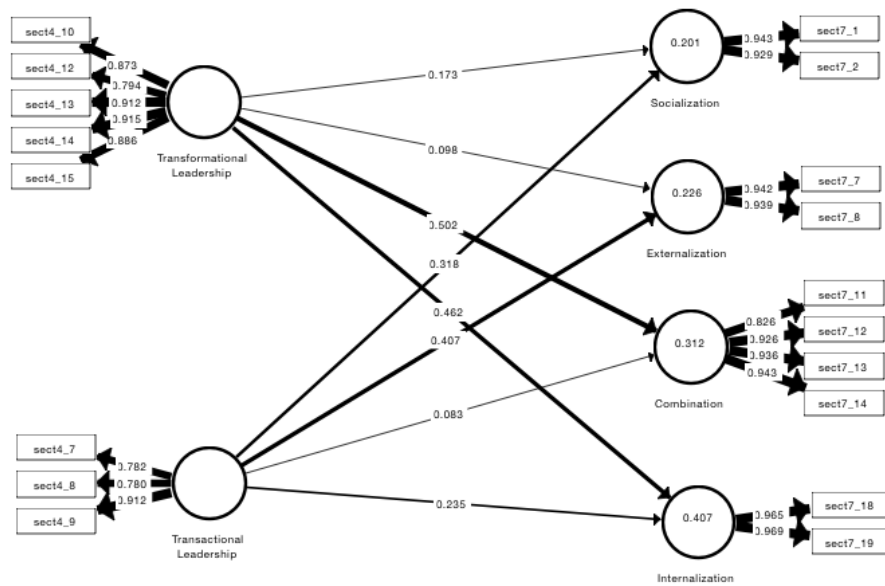 sect4_10
sect4_12
sect4_13
sect4_14
sect4_15
0.873
0.794
0.912
0.915
0.886
Transformational
Leadership
sect4_7
sect4_8
sect4_9
0.782
0.780
0.912
Transactional
Leadership
0.173
0.098
0.502
0.318
0.462
0.407
0.083
0.235
0.201
Socialization
0.943
0.929
sect7_1
sect7_2
0.226
Externalization
0.942
0.939
sect7_7
sect7_8
0.312
Combination
0.826
0.926
0.936
0.943
sect7_11
sect7_12
sect7_13
sect7_14
0.407
Internalization
0.965
0.969
sect7_18
sect7_19